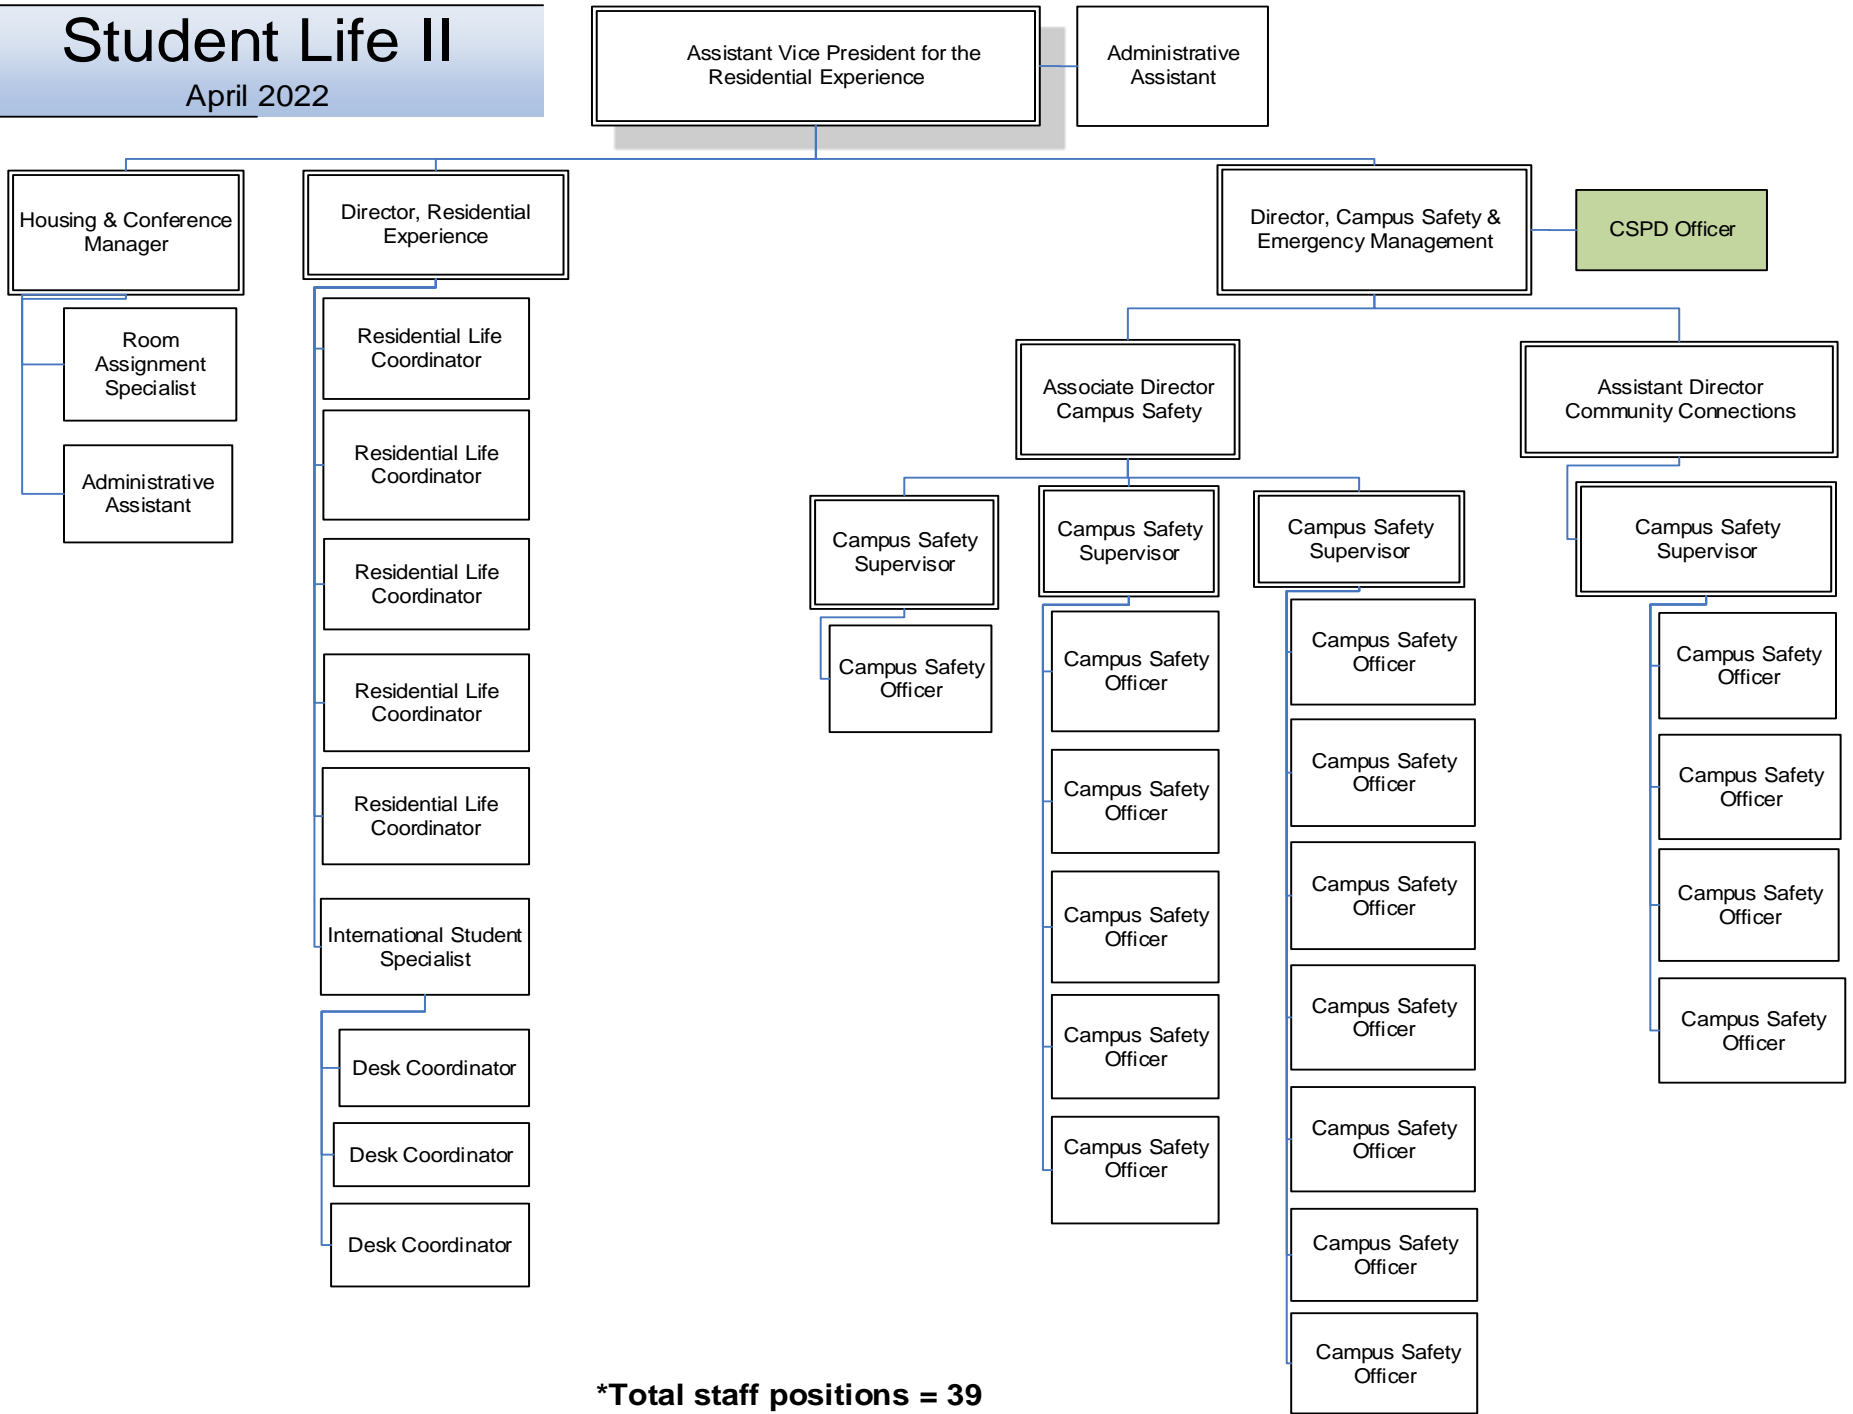 Student Life II
April 2022
Assistant Vice President for the
Residential Experience
Administrative
Assistant
Housing & Conference
Manager
Room
Assignment
Specialist
Administrative
Assistant
Director, Residential
Experience
Residential Life
Coordinator
Residential Life
Coordinator
Residential Life
Coordinator
Residential Life
Coordinator
Residential Life
Coordinator
International Student
Specialist
Desk Coordinator
Desk Coordinator
Desk Coordinator
Director, Campus Safety &
Emergency Management
CSPD Officer
Associate Director
Campus Safety
Campus Safety
Supervisor
Campus Safety
Officer
Campus Safety
Supervisor
Campus Safety
Officer
Campus Safety
Officer
Campus Safety
Officer
Campus Safety
Officer
Campus Safety
Officer
Campus Safety
Supervisor
Campus Safety
Officer
Campus Safety
Officer
Campus Safety
Officer
Campus Safety
Officer
Campus Safety
Officer
Campus Safety
Officer
Campus Safety
Officer
Assistant Director
Community Connections
Campus Safety
Supervisor
Campus Safety
Officer
Campus Safety
Officer
Campus Safety
Officer
Campus Safety
Officer
*Total staff positions = 39